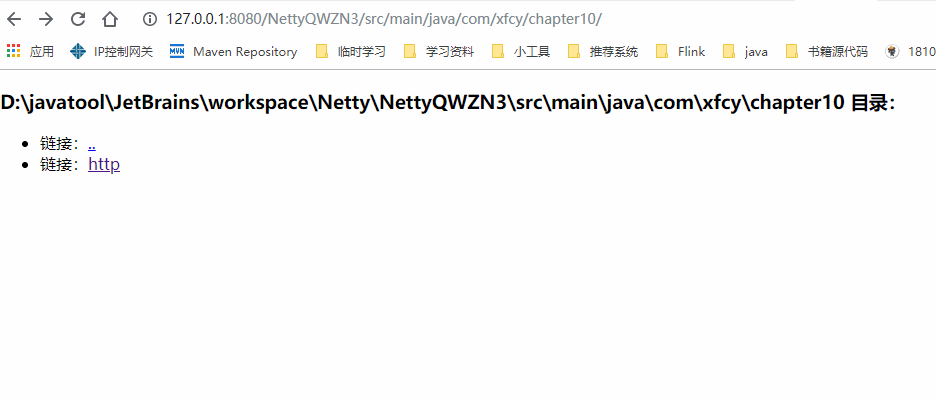 127.0.0.1:8080/NettyQWZN3/src/main/java/com/xfcy/chapter10/
应用 IP控制网关 MVN Maven Repository 临时学习 学习资料 小工具 推荐系统 Flink java 书籍源代码 1810
D:\javatool\JetBrains\workspace\Netty\NettyQWZN3\src\main\java\com\xfcy\chapter10 目录：
链接：..
链接：http